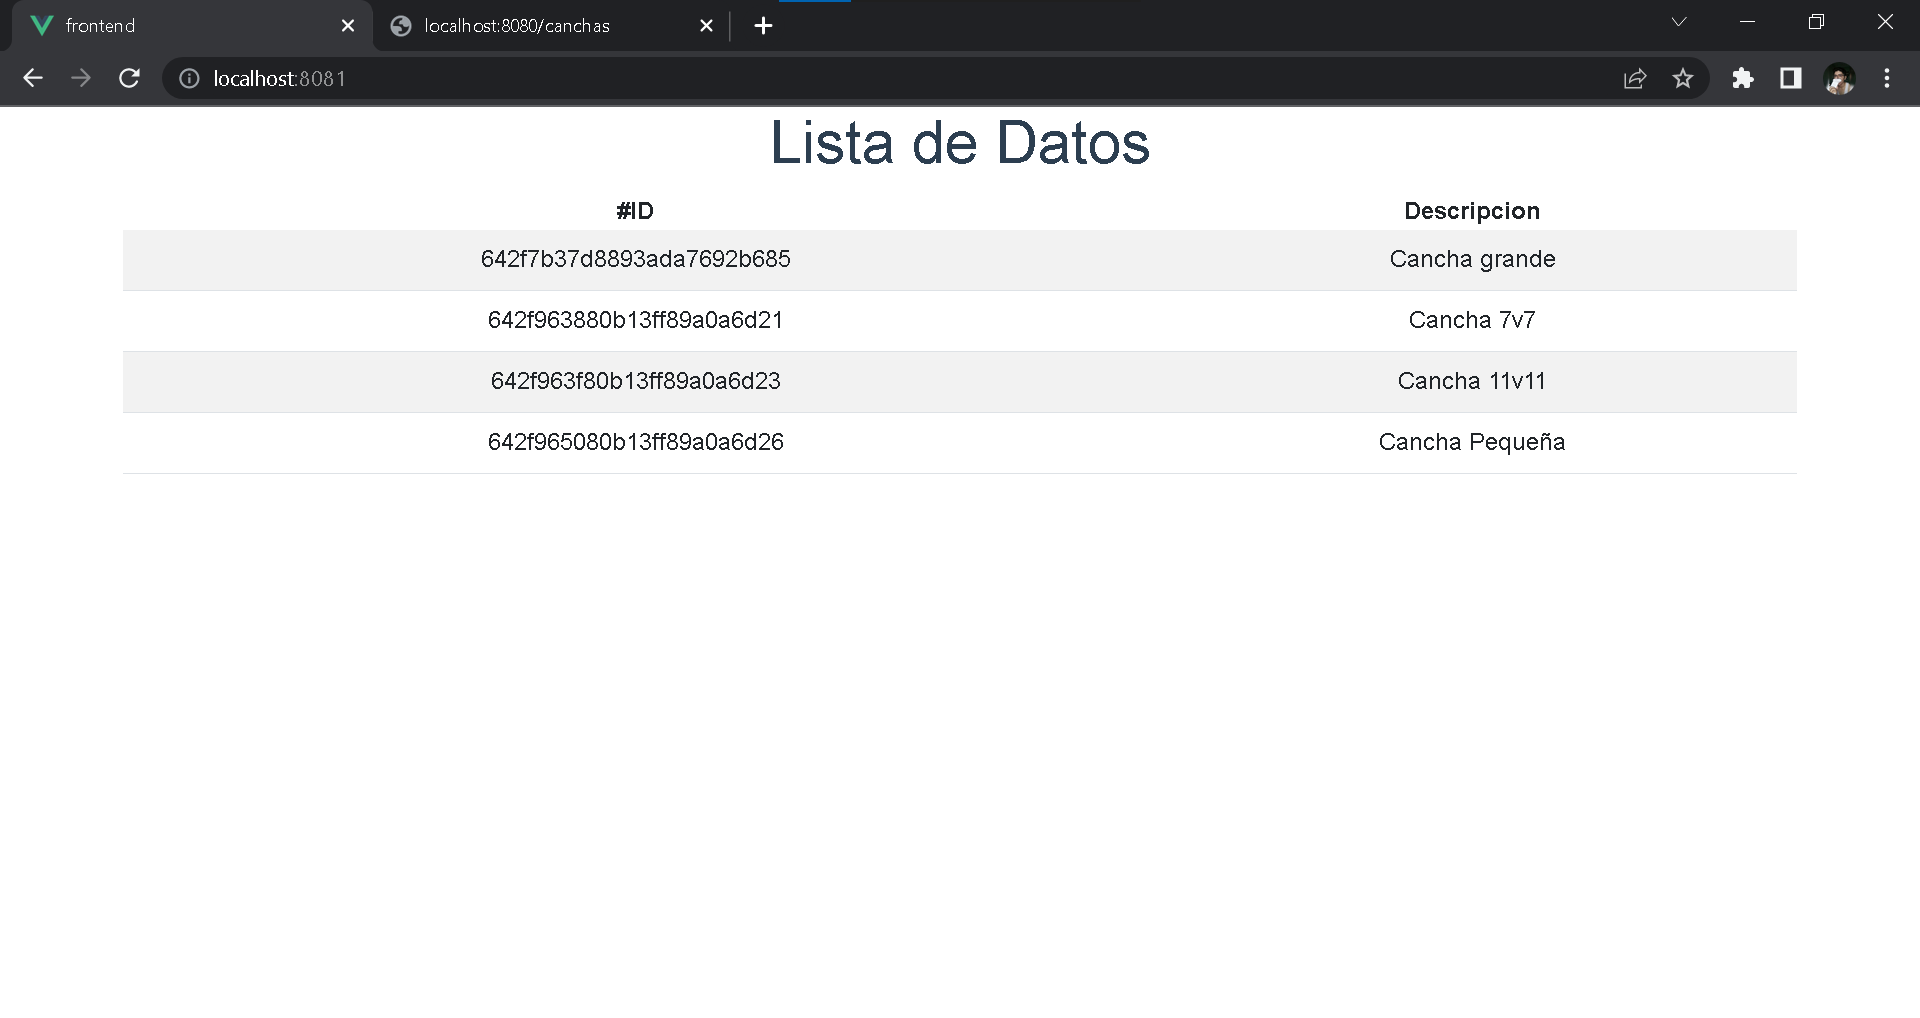 frontend
localhost:8080/canchas
localhost:8081
Lista de Datos
#ID Descripcion
642f7b37d8893ada7692b685 Cancha grande
642f963880b13ff89a0a6d21 Cancha 7v7
642f963f80b13ff89a0a6d23 Cancha 11v11
642f965080b13ff89a0a6d26 Cancha Pequeña